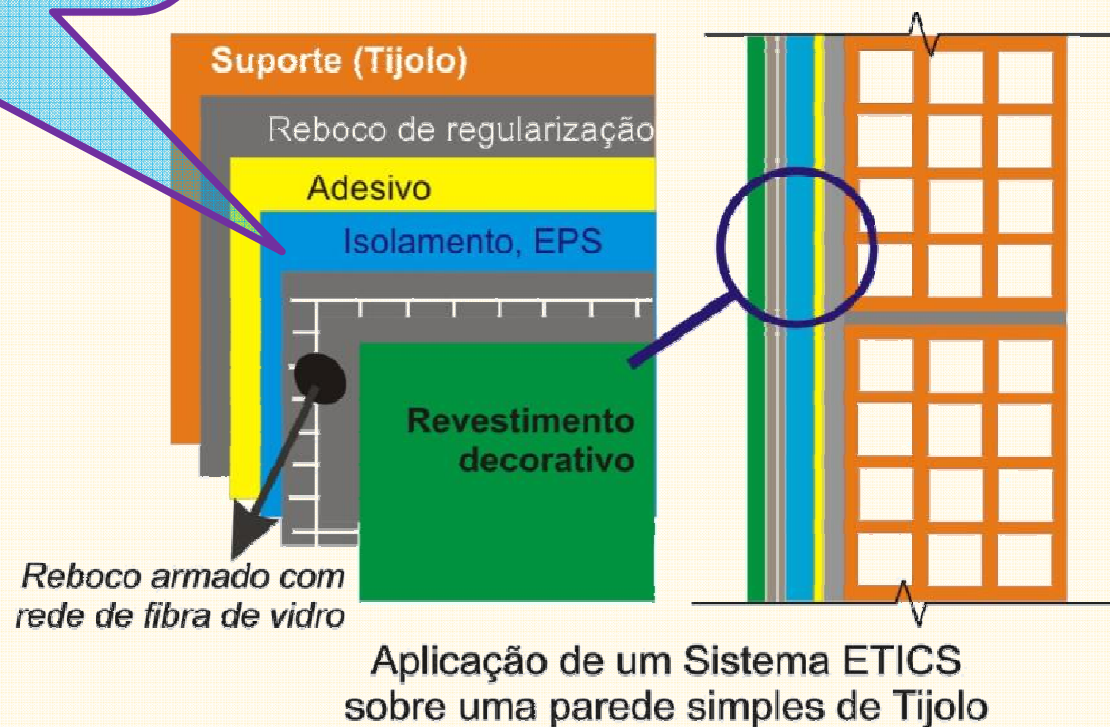 Suporte (Tijolo)
Reboco de regularização
Adesivo
Isolamento, EPS
Revestimento
decorativo
Reboco armado com
rede de fibra de vidro
Aplicação de um Sistema ETICS
sobre uma parede simples de Tijolo